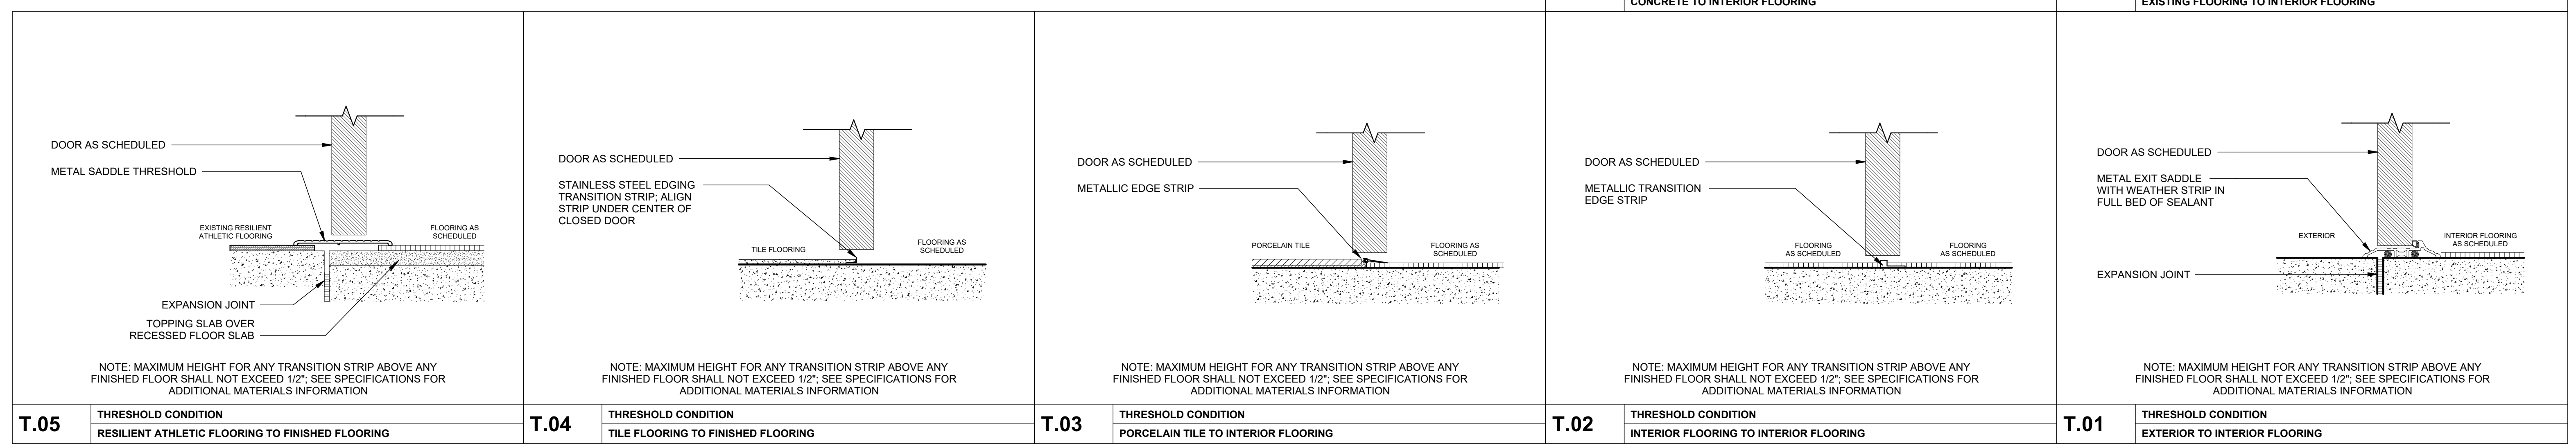 CONCRETE TO INTERIOR FLOORING
EXISTING FLOORING TO INTERIOR FLOORING
DOOR AS SCHEDULED
METAL SADDLE THRESHOLD
EXISTING RESILIENT
ATHLETIC FLOORING
FLOORING AS
SCHEDULED
EXPANSION JOINT
TOPPING SLAB OVER
RECESSED FLOOR SLAB
NOTE: MAXIMUM HEIGHT FOR ANY TRANSITION STRIP ABOVE ANY
FINISHED FLOOR SHALL NOT EXCEED 1/2"; SEE SPECIFICATIONS FOR
ADDITIONAL MATERIALS INFORMATION
T.05
THRESHOLD CONDITION
RESILIENT ATHLETIC FLOORING TO FINISHED FLOORING
DOOR AS SCHEDULED
STAINLESS STEEL EDGING
TRANSITION STRIP; ALIGN
STRIP UNDER CENTER OF
CLOSED DOOR
TILE FLOORING
FLOORING AS
SCHEDULED
NOTE: MAXIMUM HEIGHT FOR ANY TRANSITION STRIP ABOVE ANY
FINISHED FLOOR SHALL NOT EXCEED 1/2"; SEE SPECIFICATIONS FOR
ADDITIONAL MATERIALS INFORMATION
T.04
THRESHOLD CONDITION
TILE FLOORING TO FINISHED FLOORING
DOOR AS SCHEDULED
METALLIC EDGE STRIP
PORCELAIN TILE
FLOORING AS
SCHEDULED
NOTE: MAXIMUM HEIGHT FOR ANY TRANSITION STRIP ABOVE ANY
FINISHED FLOOR SHALL NOT EXCEED 1/2"; SEE SPECIFICATIONS FOR
ADDITIONAL MATERIALS INFORMATION
T.03
THRESHOLD CONDITION
PORCELAIN TILE TO INTERIOR FLOORING
DOOR AS SCHEDULED
METALLIC TRANSITION
EDGE STRIP
FLOORING
AS SCHEDULED
FLOORING
AS SCHEDULED
NOTE: MAXIMUM HEIGHT FOR ANY TRANSITION STRIP ABOVE ANY
FINISHED FLOOR SHALL NOT EXCEED 1/2"; SEE SPECIFICATIONS FOR
ADDITIONAL MATERIALS INFORMATION
T.02
THRESHOLD CONDITION
INTERIOR FLOORING TO INTERIOR FLOORING
DOOR AS SCHEDULED
METAL EXIT SADDLE
WITH WEATHER STRIP IN
FULL BED OF SEALANT
EXTERIOR
INTERIOR FLOORING
AS SCHEDULED
EXPANSION JOINT
NOTE: MAXIMUM HEIGHT FOR ANY TRANSITION STRIP ABOVE ANY
FINISHED FLOOR SHALL NOT EXCEED 1/2"; SEE SPECIFICATIONS FOR
ADDITIONAL MATERIALS INFORMATION
T.01
THRESHOLD CONDITION
EXTERIOR TO INTERIOR FLOORING